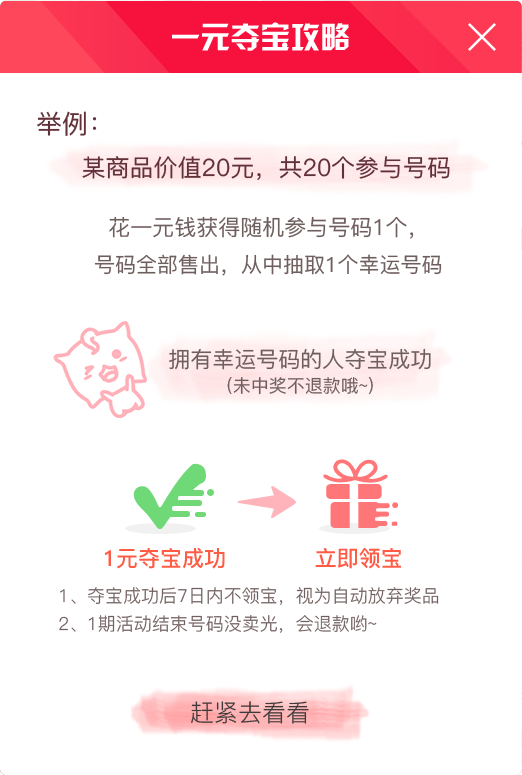 一元夺宝攻略
举例：
某商品价值20元，共20个参与号码
花一元钱获得随机参与号码1个，
号码全部售出，从中抽取1个幸运号码
拥有幸运号码的人夺宝成功
（未中奖不退款哦~）
1元夺宝成功
立即领宝
1、夺宝成功后7日内不领宝，视为自动放弃奖品
2、1期活动结束号码没卖光，会退款哟~
赶紧去看看